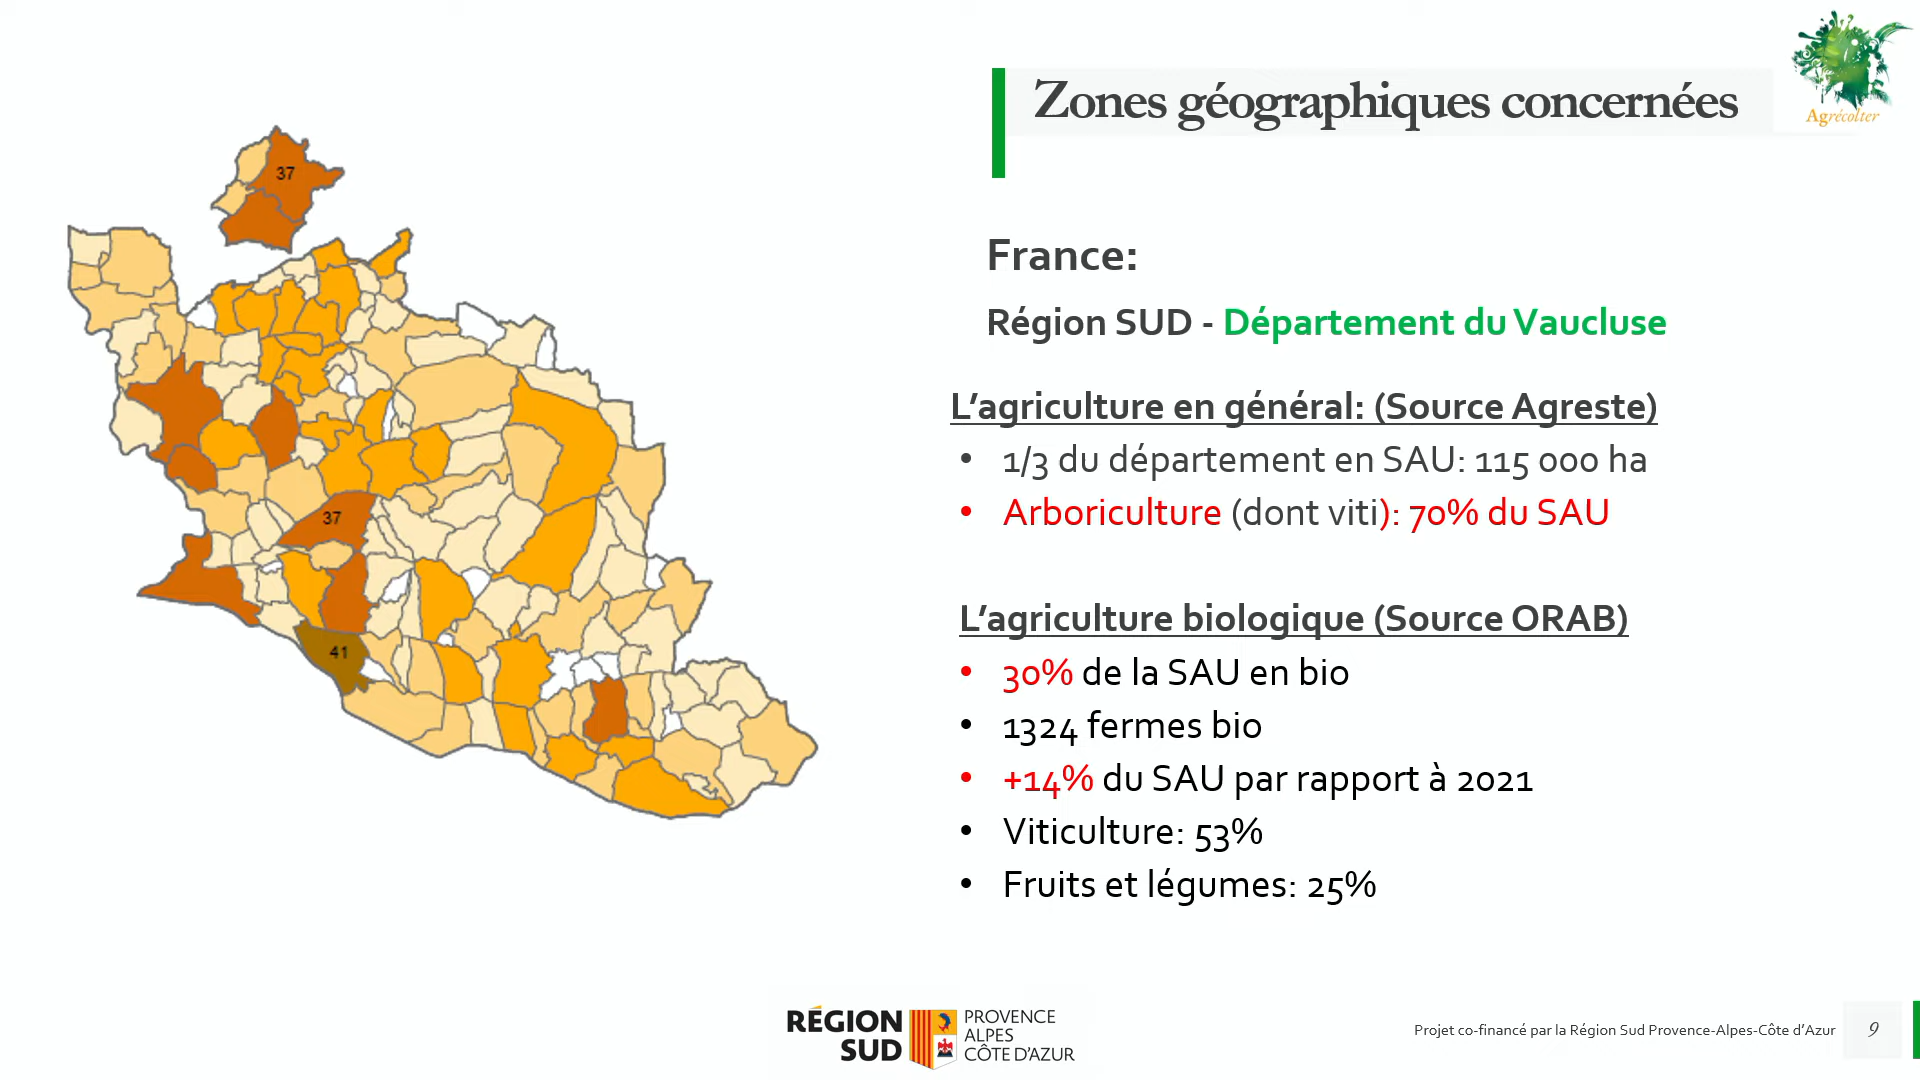 Agrécolter
Zones géographiques concernées
37
37
41
France:
Région SUD - Département du Vaucluse
L'agriculture en général: (Source Agreste)
• 1/3 du département en SAU: 115 000 ha
• Arboriculture (dont viti): 70% du SAU
L'agriculture biologique (Source ORAB)
• 30% de la SAU en bio
• 1324 fermes bio
• +14% du SAU par rapport à 2021
• Viticulture: 53%
• Fruits et légumes: 25%
RÉGION
SUD
PROVENCE
ALPES
CÔTE D'AZUR
Projet co-financé par la Région Sud Provence-Alpes-Côte d'Azur
9